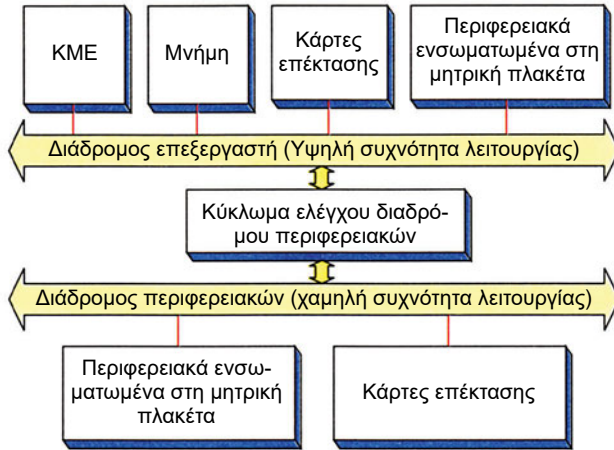 ΚΜΕ
Μνήμη
Κάρτες
επέκτασης
Περιφερειακά
ενσωματωμένα στη
μητρική πλακέτα
Διάδρομος επεξεργαστή (Υψηλή συχνότητα λειτουργίας)
Κύκλωμα ελέγχου διαδρό-
μου περιφερειακών
Διάδρομος περιφερειακών (χαμηλή συχνότητα λειτουργίας)
Περιφερειακά ενσω-
ματωμένα στη μητρική
πλακέτα
Κάρτες επέκτασης